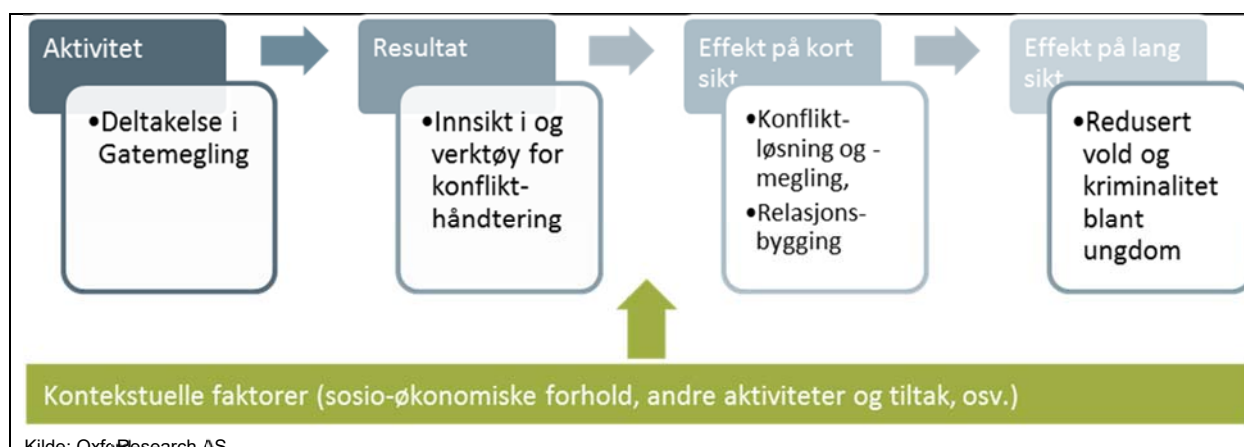 Aktivitet
•Deltakelse i
Gatemegling
Resultat
•Innsikt i og
verktøy for
konflikt-
håndtering
Effekt på kort
sikt
•Konflikt-
løsning og -
megling,
•Relasjons-
bygging
Effekt på lang
sikt
•Redusert
vold og
kriminalitet
blant
ungdom
Kontekstuelle faktorer (sosio-økonomiske forhold, andre aktiviteter og tiltak, osv.)
Kilde: Research AS